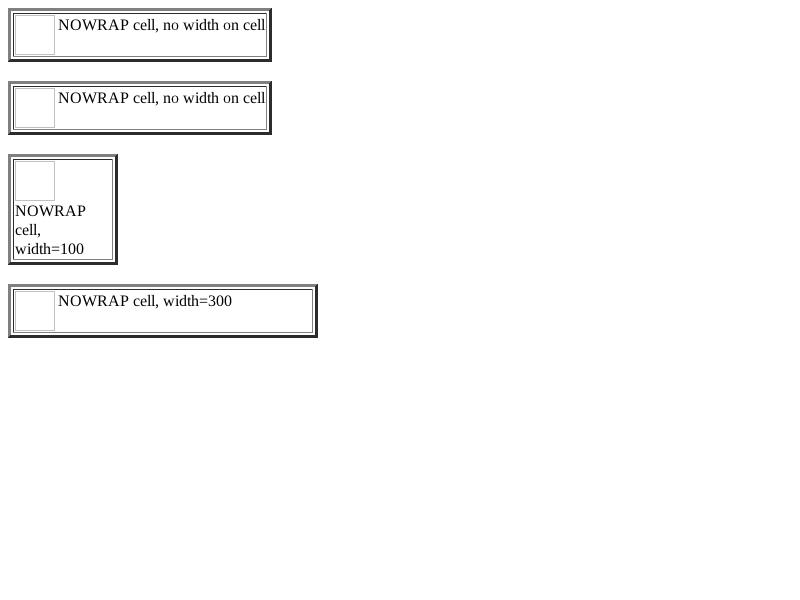 NOWRAP cell, no width on cell
NOWRAP cell, no width on cell
NOWRAP
cell,
width=100
NOWRAP cell, width=300